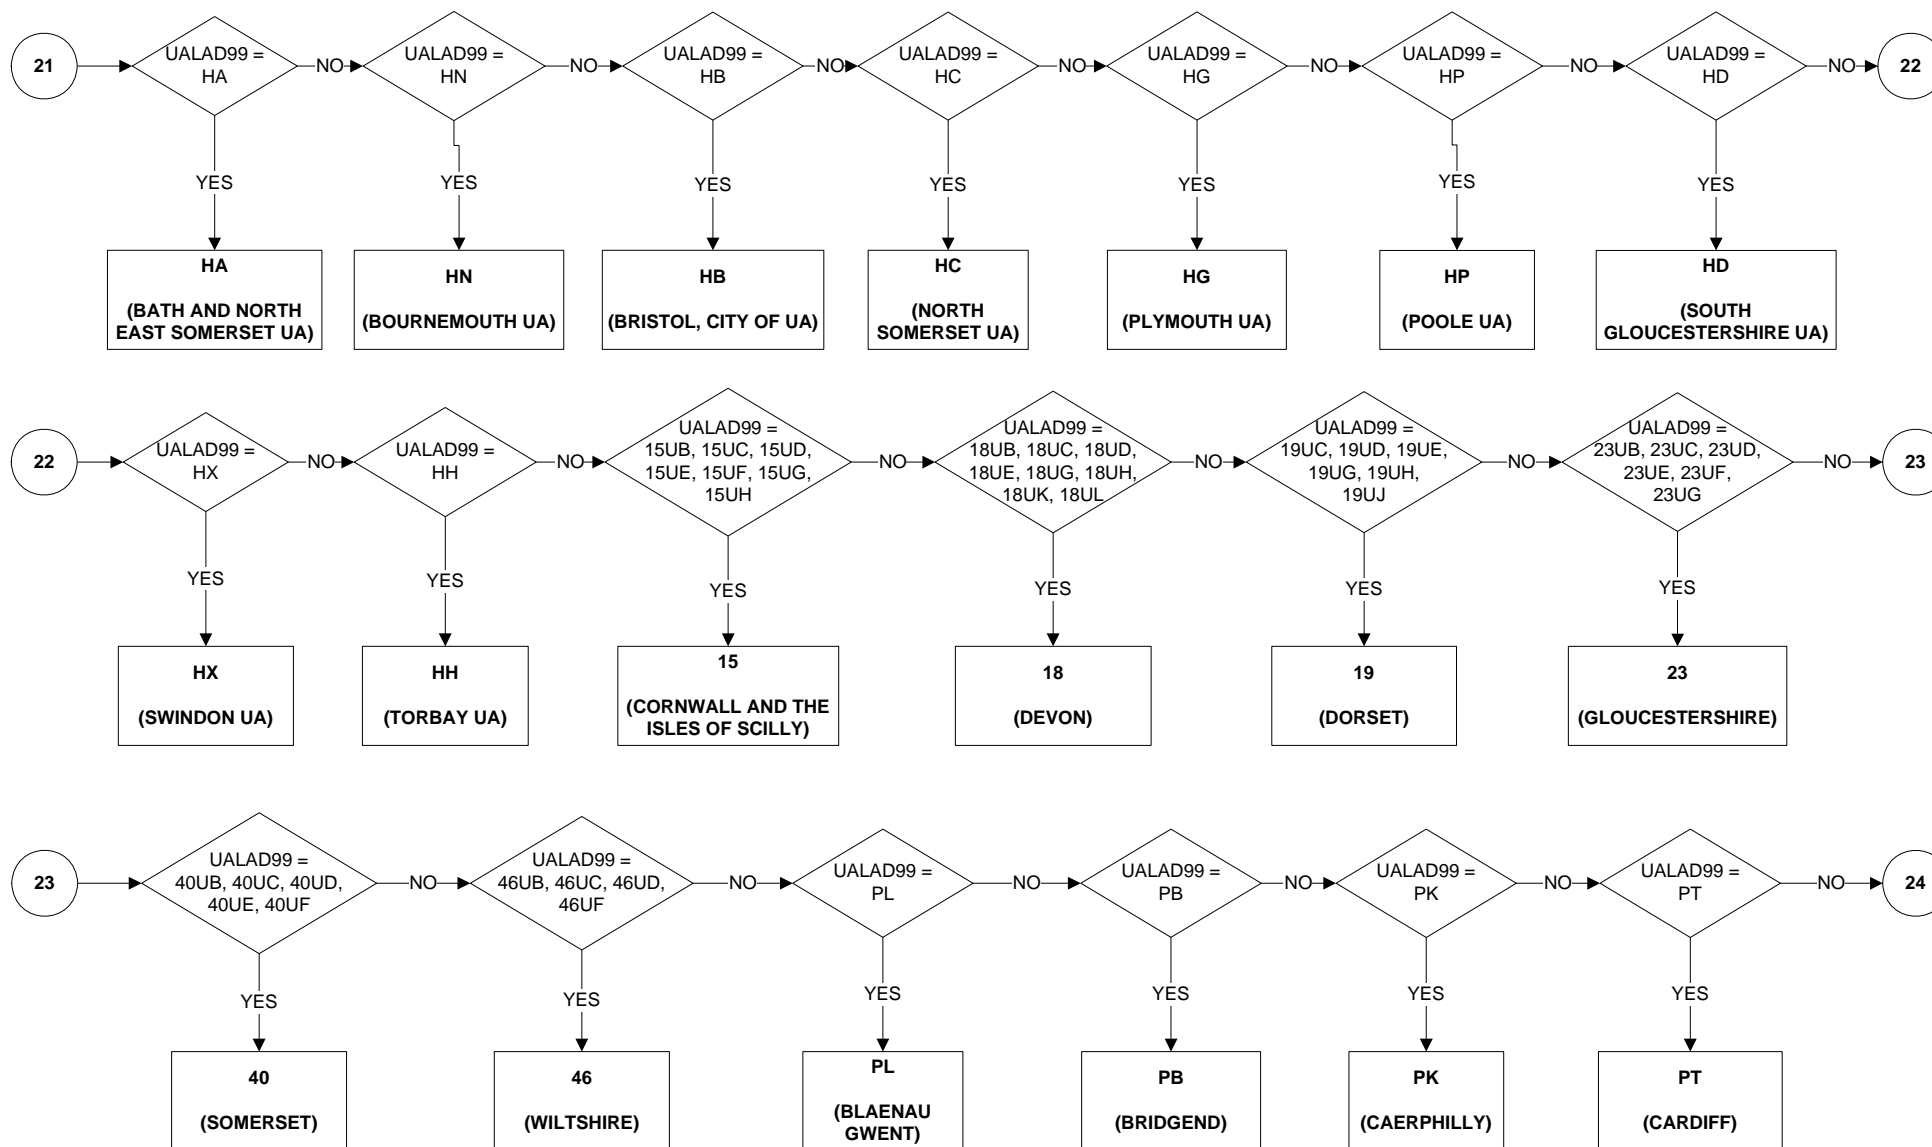 21
UALAD99 =
HA
NO
UALAD99 =
HN
NO
UALAD99 =
HB
NO
UALAD99 =
HC
NO
UALAD99 =
HG
NO
UALAD99 =
HP
NO
UALAD99 =
HD
NO
22
YES
YES
YES
YES
YES
YES
YES
HA
(BATH AND NORTH
EAST SOMERSET UA)
HN
(BOURNEMOUTH UA)
HB
(BRISTOL, CITY OF UA)
HC
(NORTH
SOMERSET UA)
HG
(PLYMOUTH UA)
HP
(POOLE UA)
HD
(SOUTH
GLOUCESTERSHIRE UA)
22
UALAD99 =
HX
NO
UALAD99 =
HH
NO
UALAD99 =
15UB, 15UC, 15UD,
15UE, 15UF, 15UG,
15UH
NO
UALAD99 =
18UB, 18UC, 18UD,
18UE, 18UG, 18UH,
18UK, 18UL
NO
UALAD99 =
19UC, 19UD, 19UE,
19UG, 19UH,
19UJ
NO
UALAD99 =
23UB, 23UC, 23UD,
23UE, 23UF,
23UG
NO
23
YES
YES
YES
YES
YES
YES
HX
(SWINDON UA)
HH
(TORBAY UA)
15
(CORNWALL AND THE
ISLES OF SCILLY)
18
(DEVON)
19
(DORSET)
23
(GLOUCESTERSHIRE)
23
UALAD99 =
40UB, 40UC, 40UD,
40UE, 40UF
NO
UALAD99 =
46UB, 46UC, 46UD,
46UF
NO
UALAD99 =
PL
NO
UALAD99 =
PB
NO
UALAD99 =
PK
NO
UALAD99 =
PT
NO
24
YES
YES
YES
YES
YES
YES
40
(SOMERSET)
46
(WILTSHIRE)
PL
(BLAENAU
GWENT)
PB
(BRIDGEND)
PK
(CAERPHILLY)
PT
(CARDIFF)